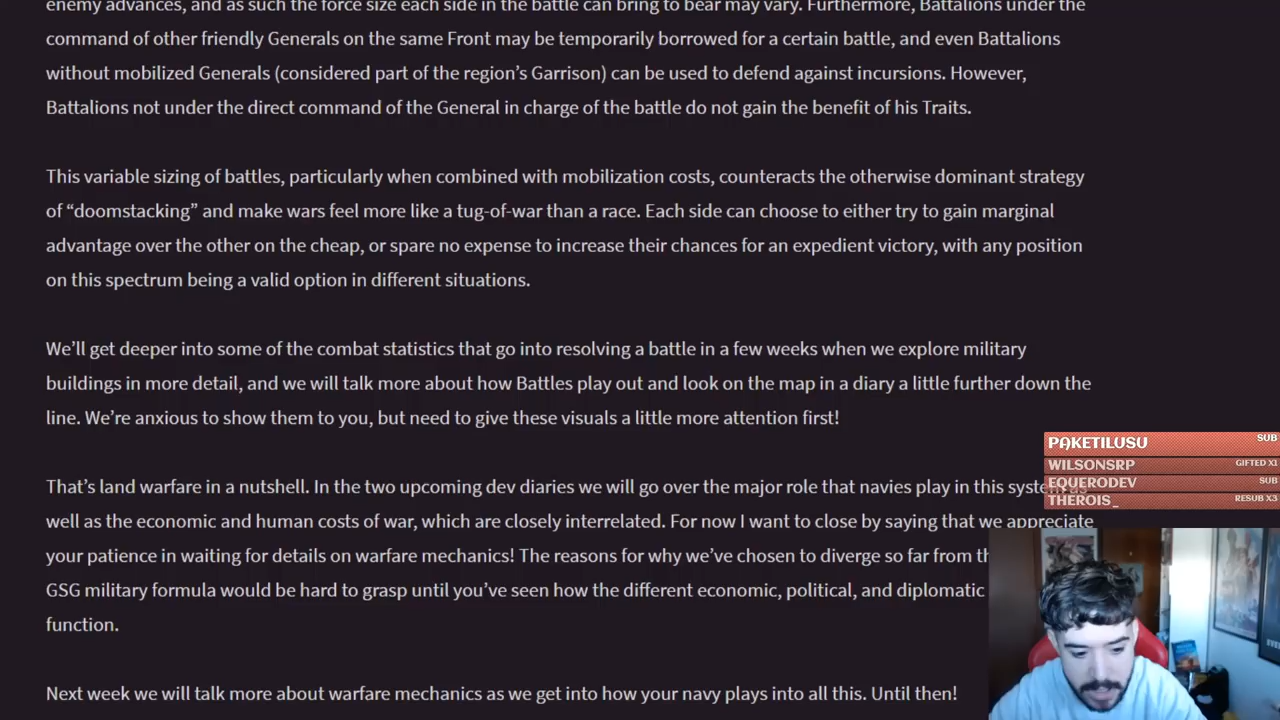 enemy advances, and as such the force size each side in the battle can bring to bear may vary. Furthermore, Battalions under the
command of other friendly Generals on the same Front may be temporarily borrowed for a certain battle, and even Battalions
without mobilized Generals (considered part of the region’s Garrison) can be used to defend against incursions. However,
Battalions not under the direct command of the General in charge of the battle do not gain the benefit of his Traits.
This variable sizing of battles, particularly when combined with mobilization costs, counteracts the otherwise dominant strategy
of “doomstacking” and make wars feel more like a tug-of-war than a race. Each side can choose to either try to gain marginal
advantage over the other on the cheap, or spare no expense to increase their chances for an expedient victory, with any position
on this spectrum being a valid option in different situations.
We’ll get deeper into some of the combat statistics that go into resolving a battle in a few weeks when we explore military
buildings in more detail, and we will talk more about how Battles play out and look on the map in a diary a little further down the
line. We’re anxious to show them to you, but need to give these visuals a little more attention first!
PAKETILUSU SUB
WILSONSRP GIFTED X1
EQUERODEV SUB
THEROIS_ RESUB X3
That’s land warfare in a nutshell. In the two upcoming dev diaries we will go over the major role that navies play in this
well as the economic and human costs of war, which are closely interrelated. For now I want to close by saying that we appreciate
your patience in waiting for details on warfare mechanics! The reasons for why we’ve chosen to diverge so far from
GSG military formula would be hard to grasp until you’ve seen how the different economic, political, and diplomatic
function.
Next week we will talk more about warfare mechanics as we get into how your navy plays into all this. Until then!